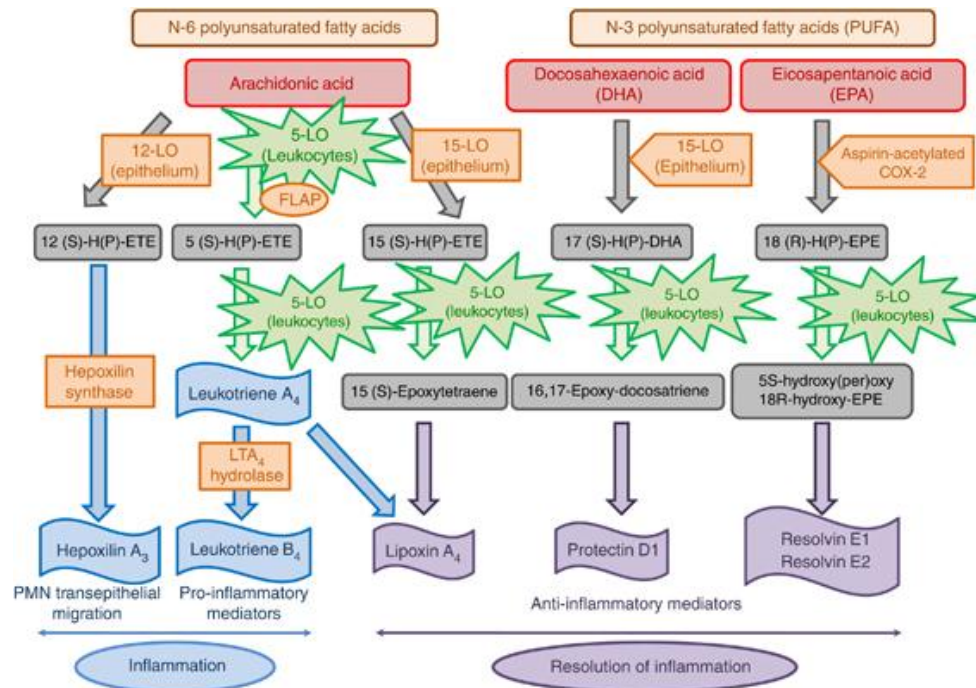 N-6 polyunsaturated fatty acids
N-3 polyunsaturated fatty acids (PUFA)
Arachidonic acid
Docosahexaenoic acid
(DHA)
Eicosapentanoic acid
(EPA)
12-LO
(epithelium)
5-LO
(Leukocytes)
FLAP
15-LO
(epithelium)
15-LO
(Epithelium)
Aspirin-acetylated
COX-2
12 (S)-H(P)-ETE
5 (S)-H(P)-ETE
15 (S)-H(P)-ETE
17 (S)-H(P)-DHA
18 (R)-H(P)-EPE
5-LO
(leukocytes)
5-LO
(leukocytes)
5-LO
(leukocytes)
5-LO
(leukocytes)
Hepoxilin
synthase
Leukotriene A4
15 (S)-Epoxytetraene
16,17-Epoxy-docosatriene
5S-hydroxy(per)oxy
18R-hydroxy-EPE
LTA4
hydrolase
Hepoxilin A3
Leukotriene B4
Lipoxin A4
Protectin D1
Resolvin E1
Resolvin E2
PMN transepithelial
migration
Pro-inflammatory
mediators
Anti-inflammatory mediators
Inflammation
Resolution of inflammation